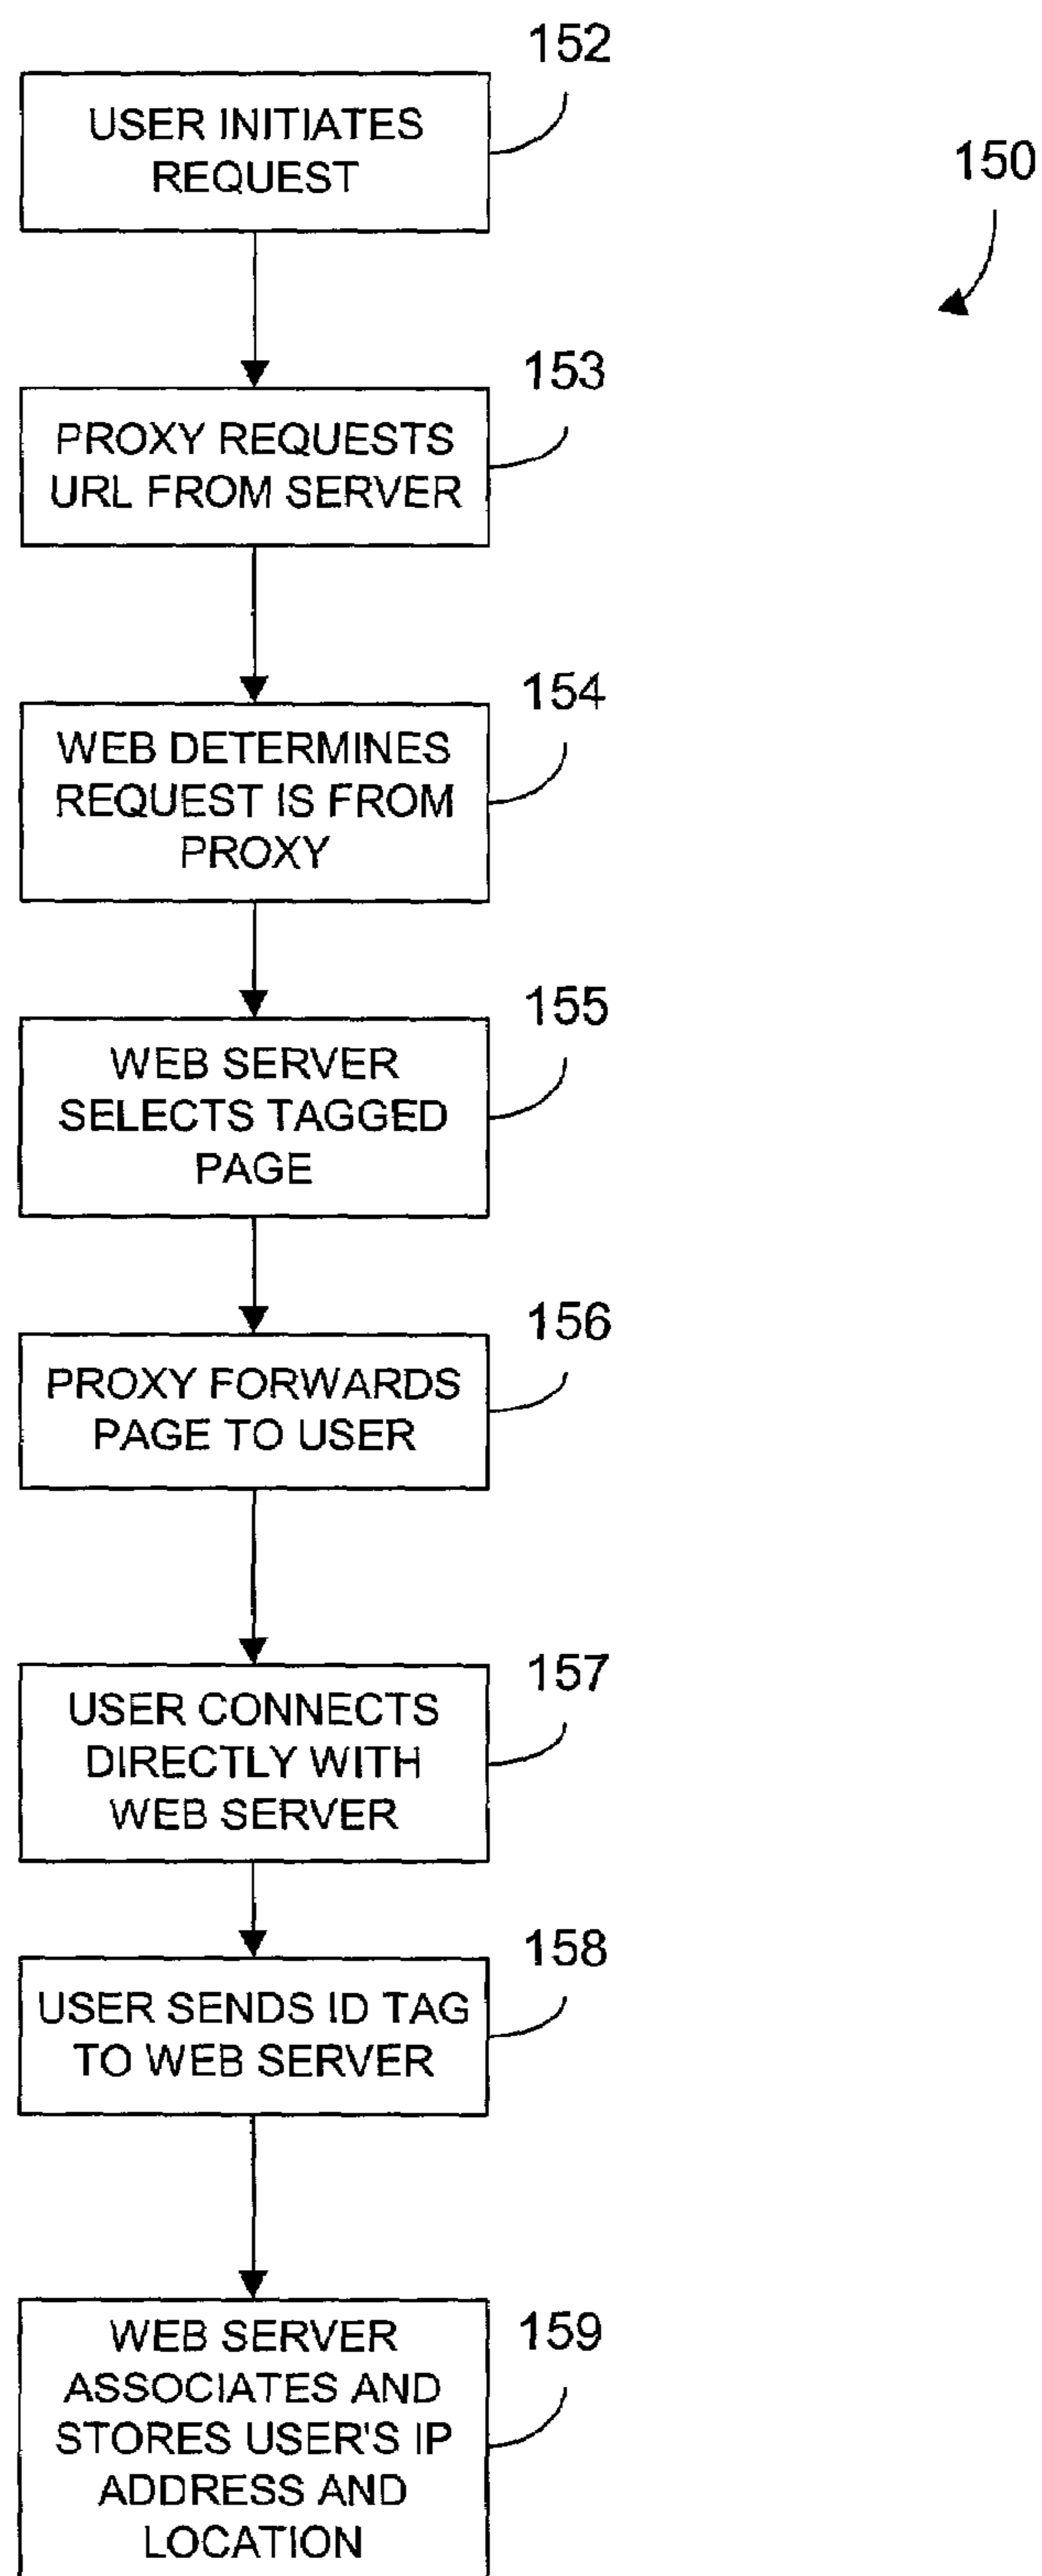 152
USER INITIATES
REQUEST
150
153
PROXY REQUESTS
URL FROM SERVER
154
WEB DETERMINES
REQUEST IS FROM
PROXY
155
WEB SERVER
SELECTS TAGGED
PAGE
156
PROXY FORWARDS
PAGE TO USER
157
USER CONNECTS
DIRECTLY WITH
WEB SERVER
158
USER SENDS ID TAG
TO WEB SERVER
159
WEB SERVER
ASSOCIATES AND
STORES USER'S IP
ADDRESS AND
LOCATION